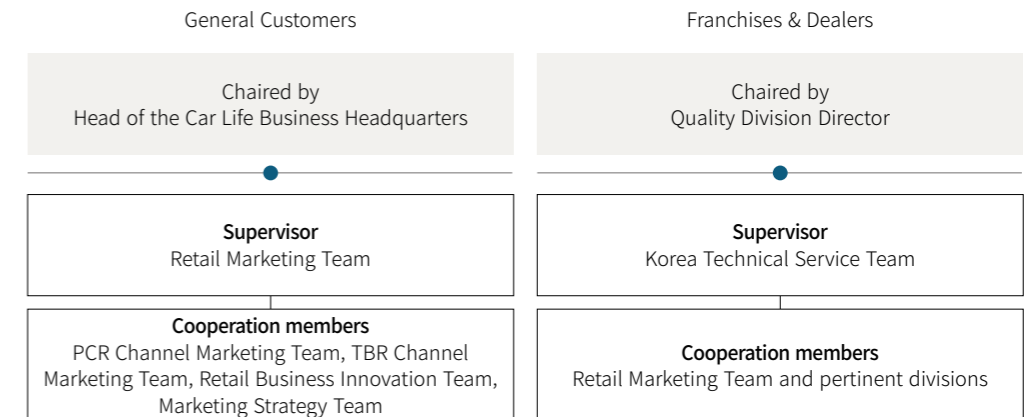 General Customers
Chaired by
Head of the Car Life Business Headquarters
Supervisor
Retail Marketing Team
Cooperation members
PCR Channel Marketing Team, TBR Channel
Marketing Team, Retail Business Innovation Team,
Marketing Strategy Team
Franchises & Dealers
Chaired by
Quality Division Director
Supervisor
Korea Technical Service Team
Cooperation members
Retail Marketing Team and pertinent divisions